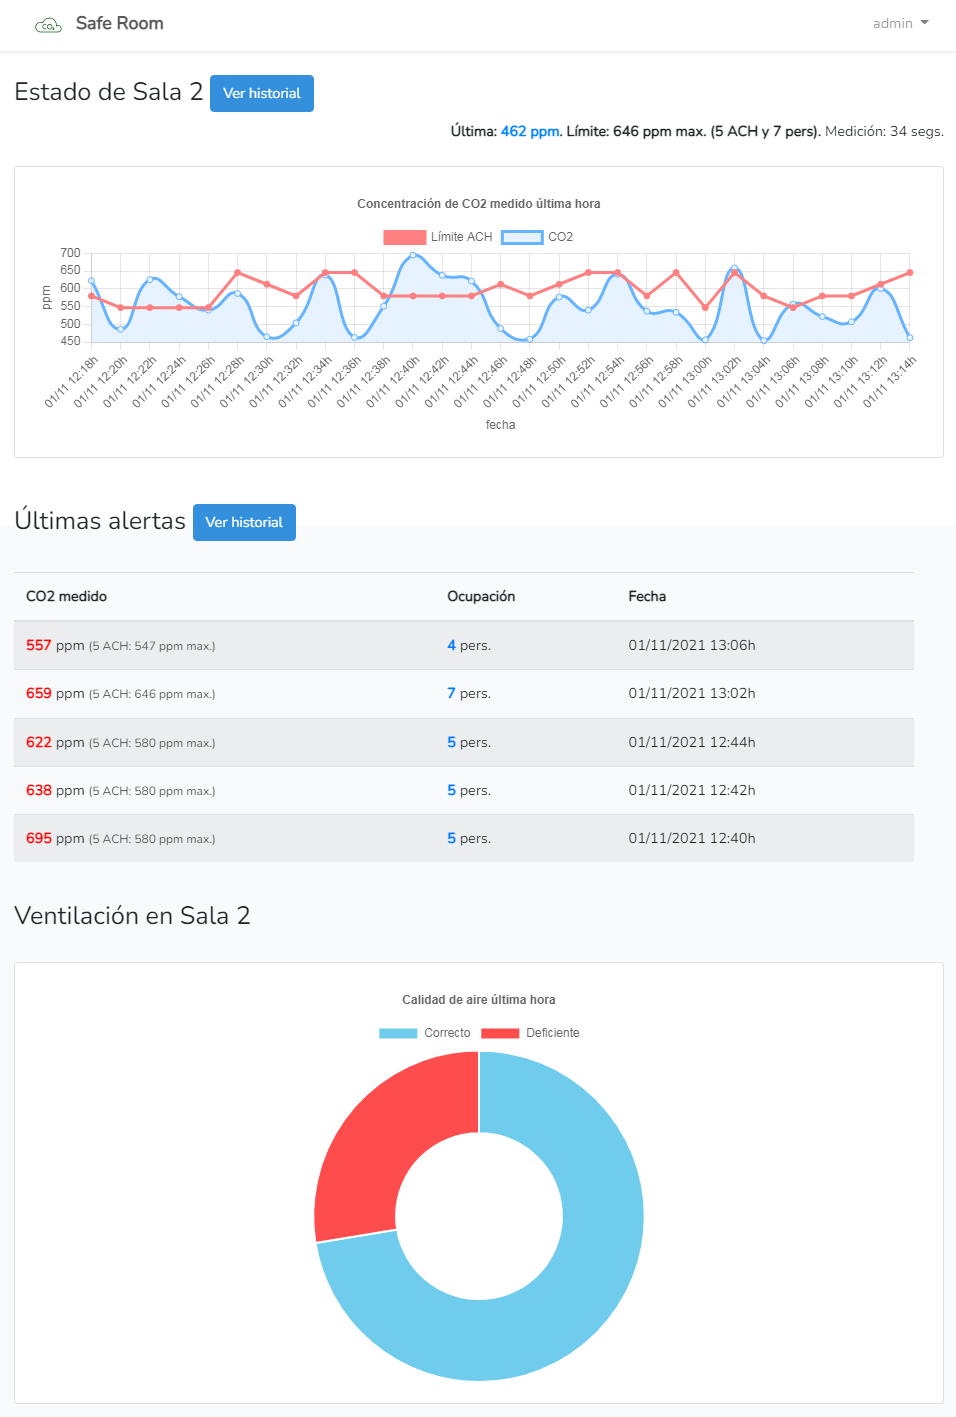 CO₂ Safe Room
admin
Estado de Sala 2 Ver historial
Última: 462 ppm. Límite: 646 ppm max. (5 ACH y 7 pers). Medición: 34 segs.
Concentración de CO2 medido última hora
Límite ACH CO2
700
650
600
550
500
450
ppm
01/11 12:18h
01/11 12:20h
01/11 12:22h
01/11 12:24h
01/11 12:26h
01/11 12:28h
01/11 12:30h
01/11 12:32h
01/11 12:34h
01/11 12:36h
01/11 12:38h
01/11 12:40h
01/11 12:42h
01/11 12:44h
01/11 12:46h
01/11 12:48h
01/11 12:50h
01/11 12:52h
01/11 12:54h
01/11 12:56h
01/11 12:58h
01/11 13:00h
01/11 13:02h
01/11 13:04h
01/11 13:06h
01/11 13:08h
01/11 13:10h
01/11 13:12h
01/11 13:14h
fecha
Últimas alertas Ver historial
CO2 medido Ocupación Fecha
557 ppm (5 ACH: 547 ppm max.) 4 pers. 01/11/2021 13:06h
659 ppm (5 ACH: 646 ppm max.) 7 pers. 01/11/2021 13:02h
622 ppm (5 ACH: 580 ppm max.) 5 pers. 01/11/2021 12:44h
638 ppm (5 ACH: 580 ppm max.) 5 pers. 01/11/2021 12:42h
695 ppm (5 ACH: 580 ppm max.) 5 pers. 01/11/2021 12:40h
Ventilación en Sala 2
Calidad de aire última hora
Correcto Deficiente